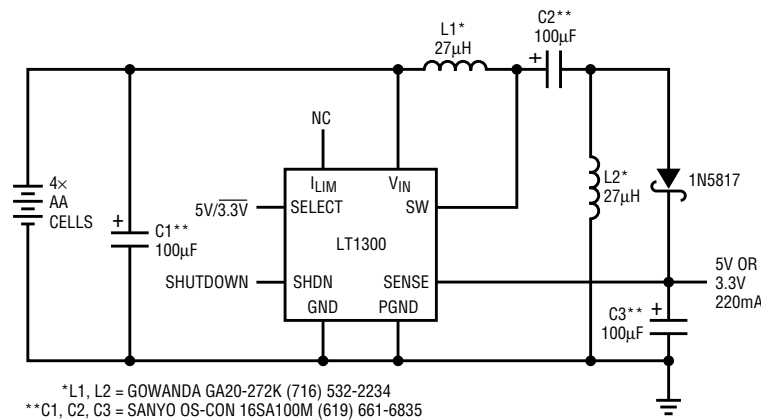 L1*
27µH
C2**
100µF
+
NC
4×
AA
CELLS
+
C1**
100µF
5V/3.3V
SHUTDOWN
ILIM
VIN
SELECT
SW
LT1300
SHDN
SENSE
GND
PGND
L2*
27µH
1N5817
5V OR
3.3V
220mA
C3**
100µF
+
*L1, L2 = GOWANDA GA20-272K (716) 532-2234
**C1, C2, C3 = SANYO OS-CON 16SA100M (619) 661-6835